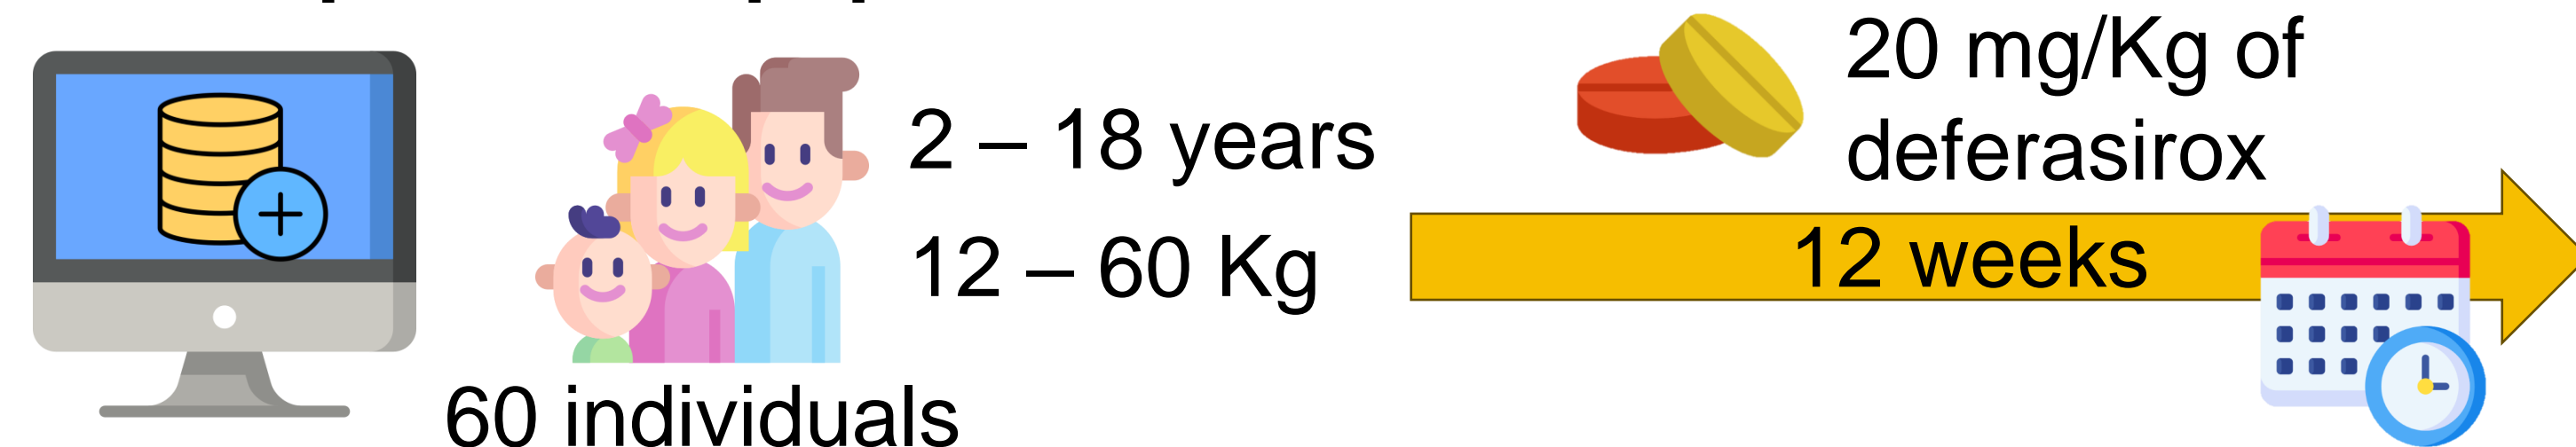 2 – 18 years
12 – 60 Kg
60 individuals
20 mg/Kg of
deferasirox
12 weeks